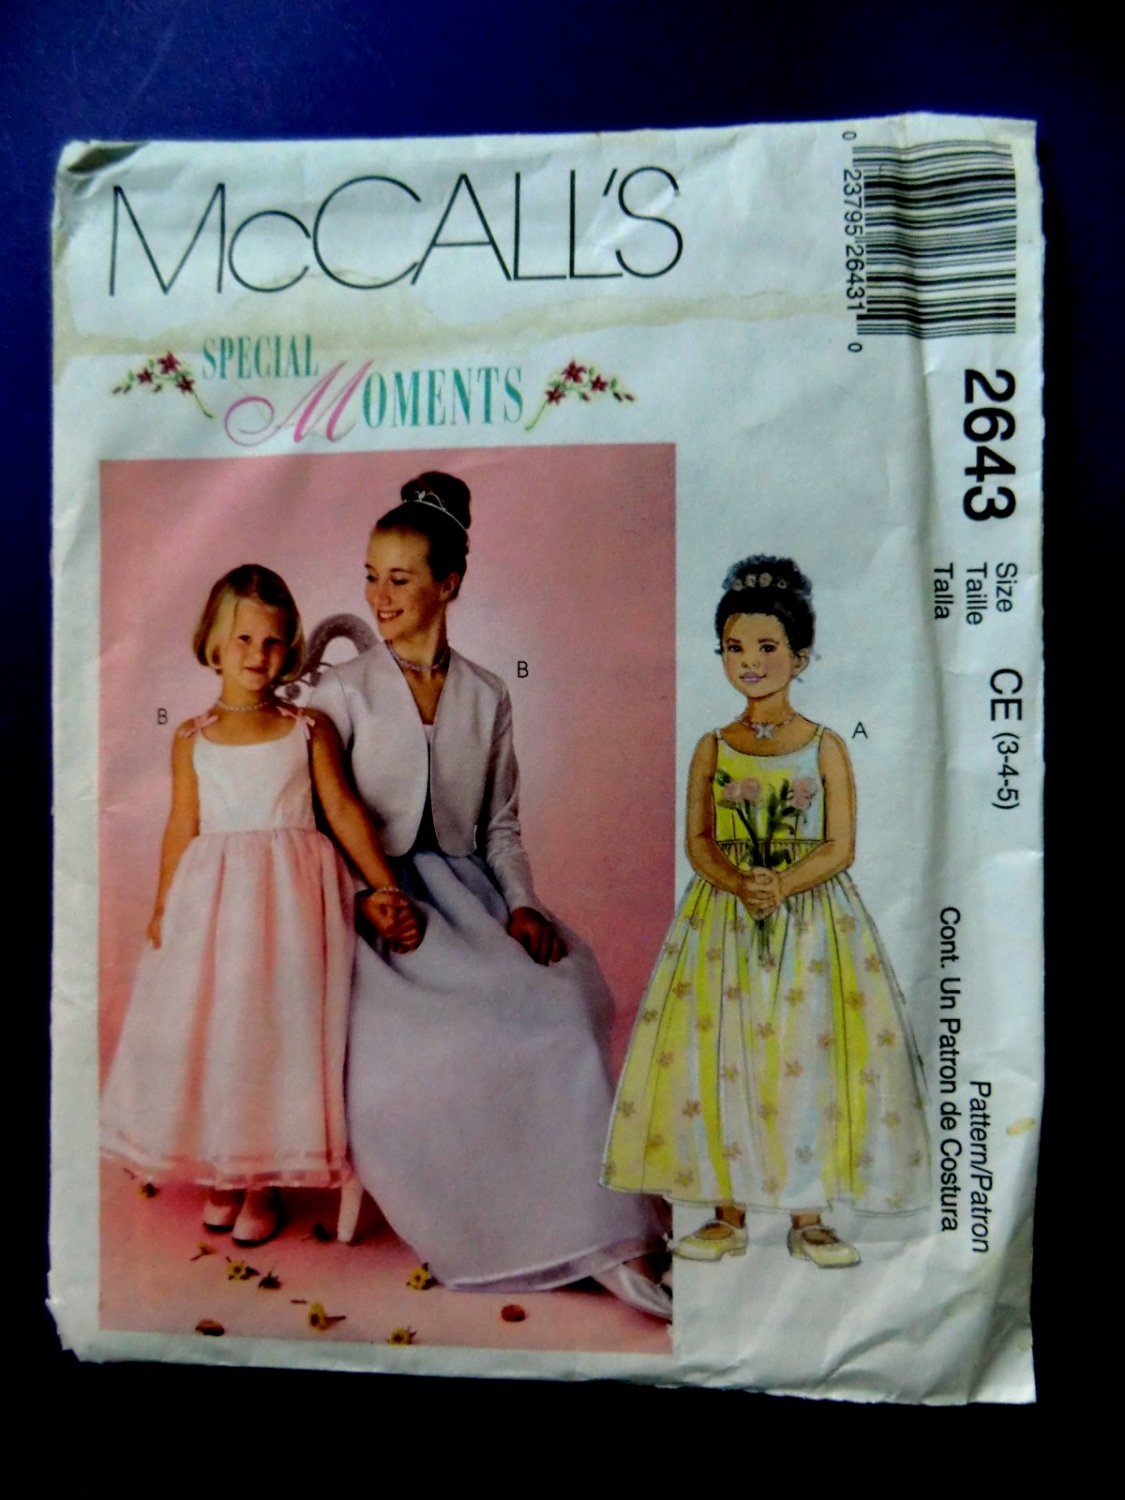 McCALL'S
SPECIAL
MOMENTS
B
B
A
0 23795 26431 0
2643
Size
Taille
Talla
CE (3-4-5)
Pattern/Patron
Cont. Un Patron de Costura